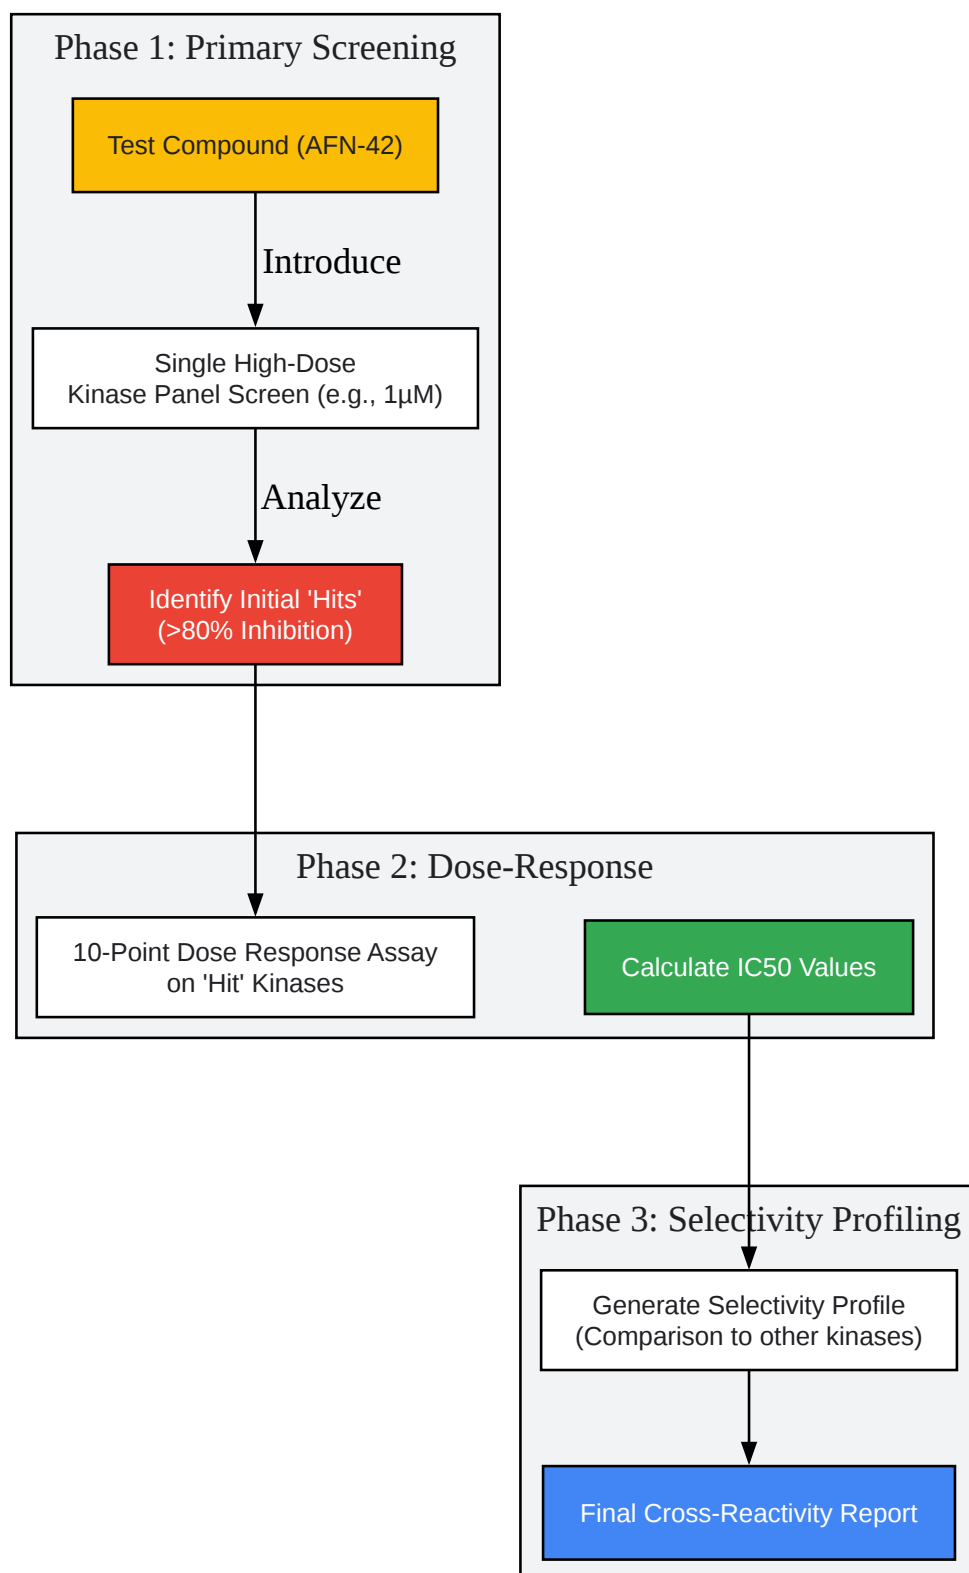 Phase 1: Primary Screening
Test Compound (AFN-42)
Introduce
Single High-Dose
Kinase Panel Screen (e.g., 1µM)
Analyze
Identify Initial 'Hits'
(>80% Inhibition)
Phase 2: Dose-Response
10-Point Dose Response Assay
on 'Hit' Kinases
Calculate IC50 Values
Phase 3: Selectivity Profiling
Generate Selectivity Profile
(Comparison to other kinases)
Final Cross-Reactivity Report